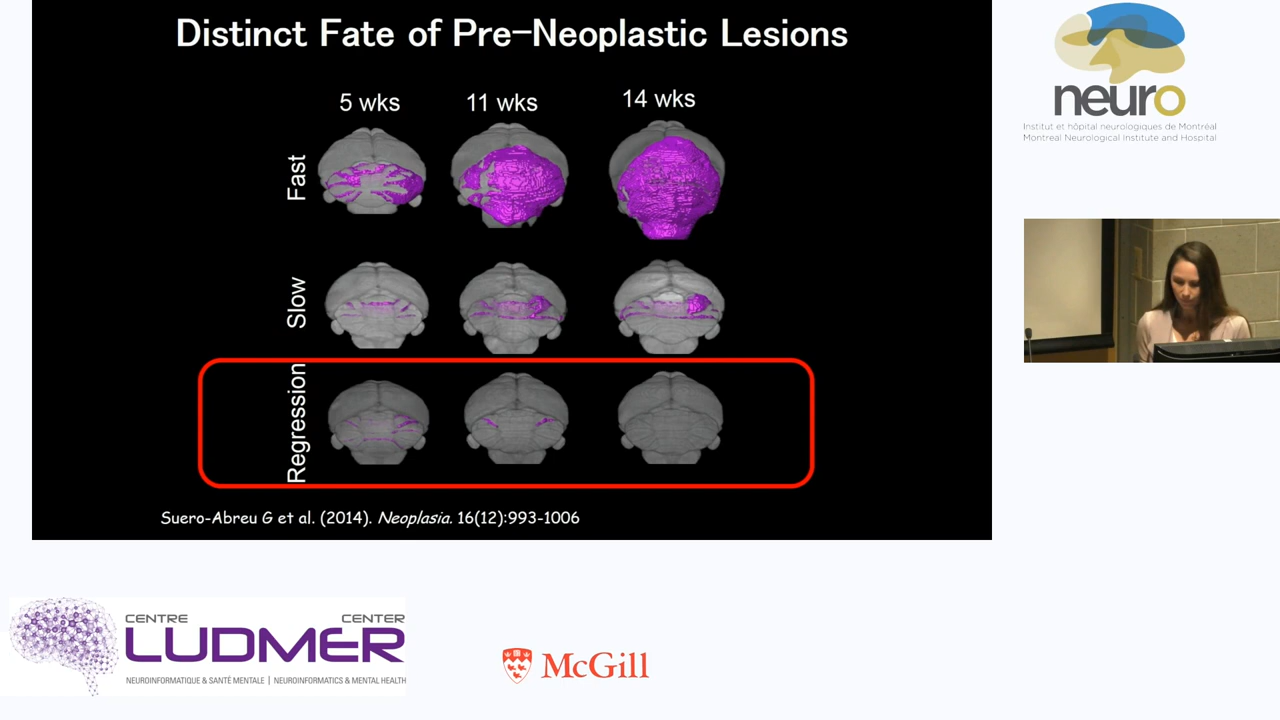 Distinct Fate of Pre-Neoplastic Lesions
5 wks
11 wks
14 wks
Fast
Slow
Regression
Suero-Abreu G et al. (2014). Neoplasia. 16(12):993-1006
neuro
Institut et hôpital neurologiques de Montréal
Montreal Neurological Institute and Hospital
CENTRE
CENTER
LUDMER
NEUROINFORMATIQUE & SANTÉ MENTALE | NEUROINFORMATICS & MENTAL HEALTH
McGill